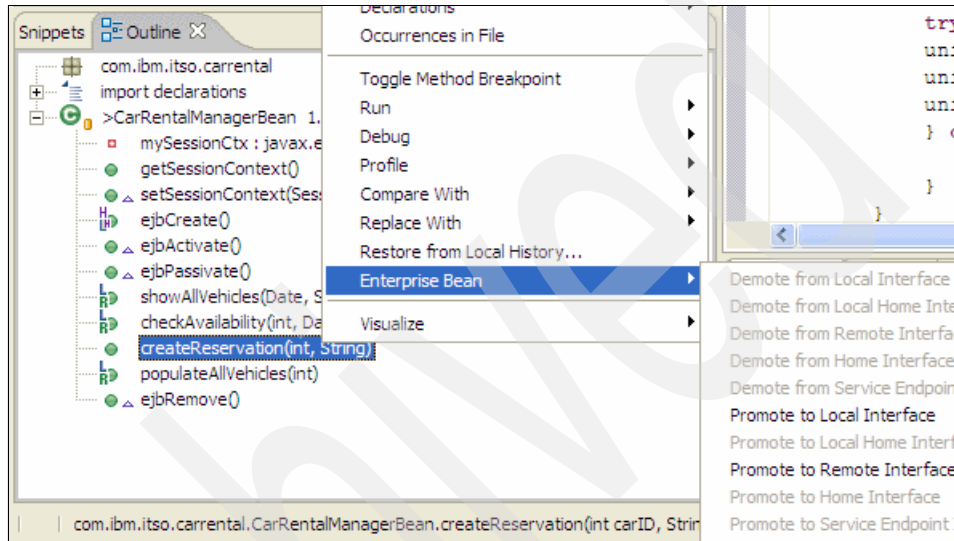 Snippets Outline
com.ibm.itso.carrental
import declarations
>CarRentalManagerBean 1.
mySessionCtx : javax.e
getSessionContext()
setSessionContext(Sess
ejbCreate()
ejbActivate()
ejbPassivate()
showAllVehicles(Date, S
checkAvailability(int, Da
createReservation(int, String)
populateAllVehicles(int)
ejbRemove()
com.ibm.itso.carrental.CarRentalManagerBean.createReservation(int carID, Strin
Declarations
Occurrences in File
Toggle Method Breakpoint
Run
Debug
Profile
Compare With
Replace With
Restore from Local History...
Enterprise Bean
Visualize
Demote from Local Interface
Demote from Local Home Inte
Demote from Remote Interfa
Demote from Home Interface
Demote from Service Endpoin
Promote to Local Interface
Promote to Local Home Interf
Promote to Remote Interface
Promote to Home Interface
Promote to Service Endpoint
try
uni
uni
uni
} c
}
}